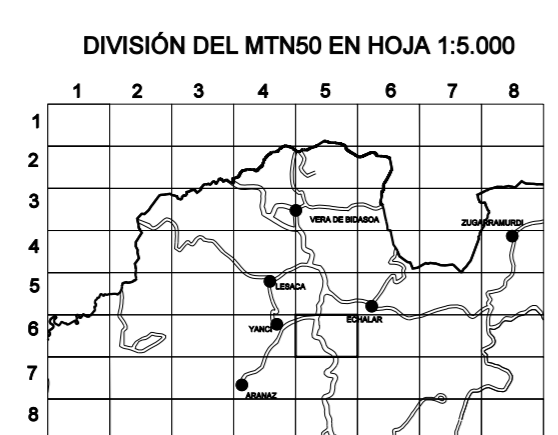 DIVISIÓN DEL MTN50 EN HOJA 1:5.000
1 2 3 4 5 6 7 8
1
2
3
VERA DE BIDASOA
ZUGARRAMURDI
4
5
LESACA
ECHALAR
6
YANCI
7
ARANAZ
8